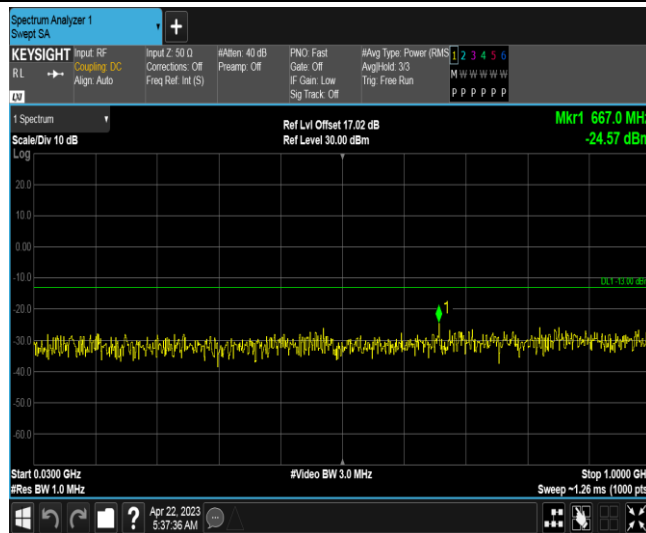 Spectrum Analyzer 1
Swept SA
+
KEYSIGHT
RL
LXI
Input: RF
Coupling: DC
Align: Auto
Input Z: 50 Ω
Corrections: Off
Freq Ref: Int (S)
#Atten: 40 dB
Preamp: Off
PNO: Fast
Gate: Off
IF Gain: Low
Sig Track: Off
#Avg Type: Power (RMS
Avg|Hold: 3/3
Trig: Free Run
1 2 3 4 5 6
M W W W W W
P P P P P P
1 Spectrum
Scale/Div 10 dB
Ref Lvl Offset 17.02 dB
Ref Level 30.00 dBm
Mkr1 667.0 MHz
-24.57 dBm
Log
20.0
10.0
0.00
-10.0
DL1 -13.00 dBm
-20.0
1
-30.0
-40.0
-50.0
-60.0
Start 0.0300 GHz
#Res BW 1.0 MHz
#Video BW 3.0 MHz
Stop 1.0000 GHz
Sweep ~1.26 ms (1000 pts
?
Apr 22, 2023
5:37:36 AM